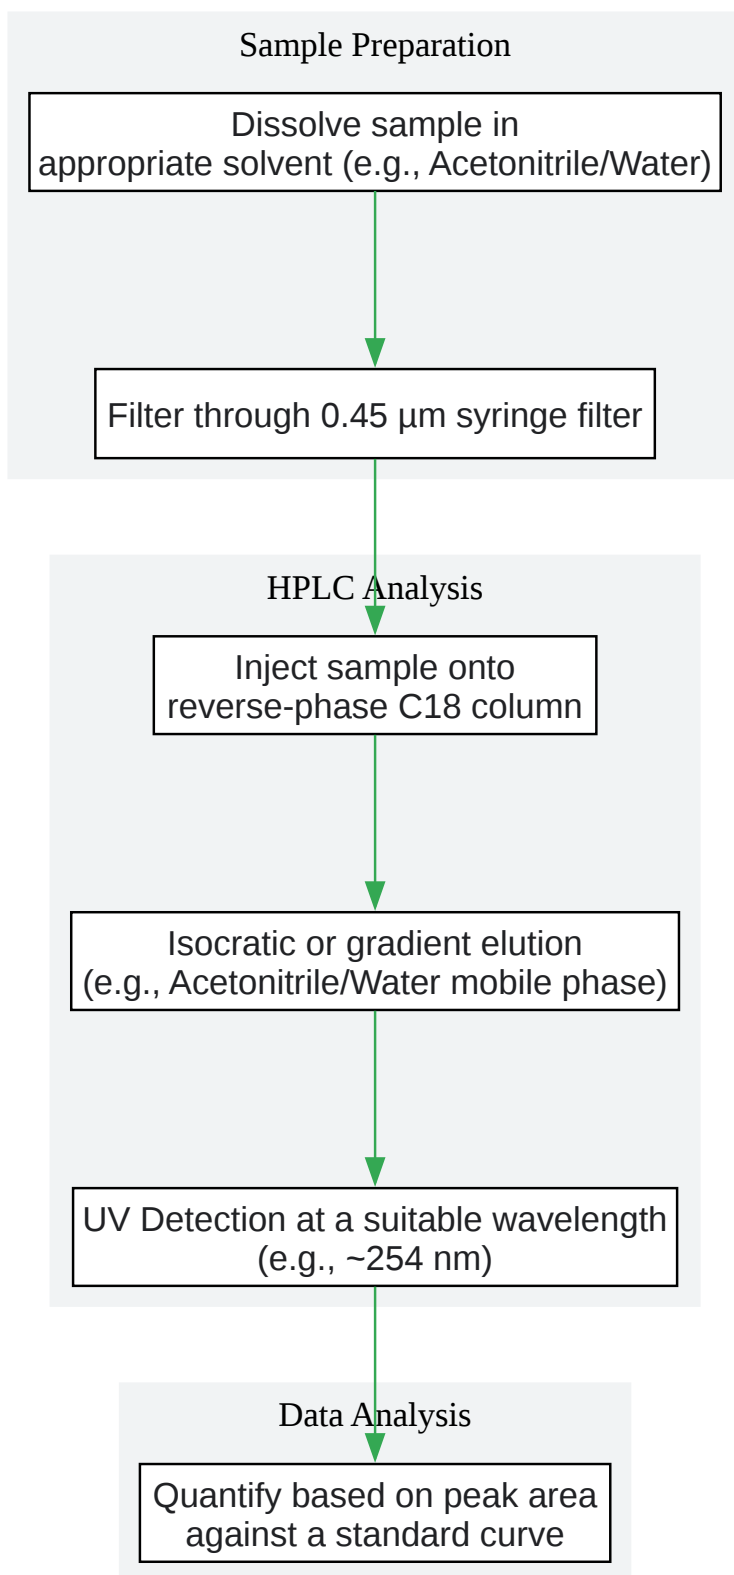 Sample Preparation
Dissolve sample in
appropriate solvent (e.g., Acetonitrile/Water)
Filter through 0.45 µm syringe filter
HPLC Analysis
Inject sample onto
reverse-phase C18 column
Isocratic or gradient elution
(e.g., Acetonitrile/Water mobile phase)
UV Detection at a suitable wavelength
(e.g., ~254 nm)
Data Analysis
Quantify based on peak area
against a standard curve